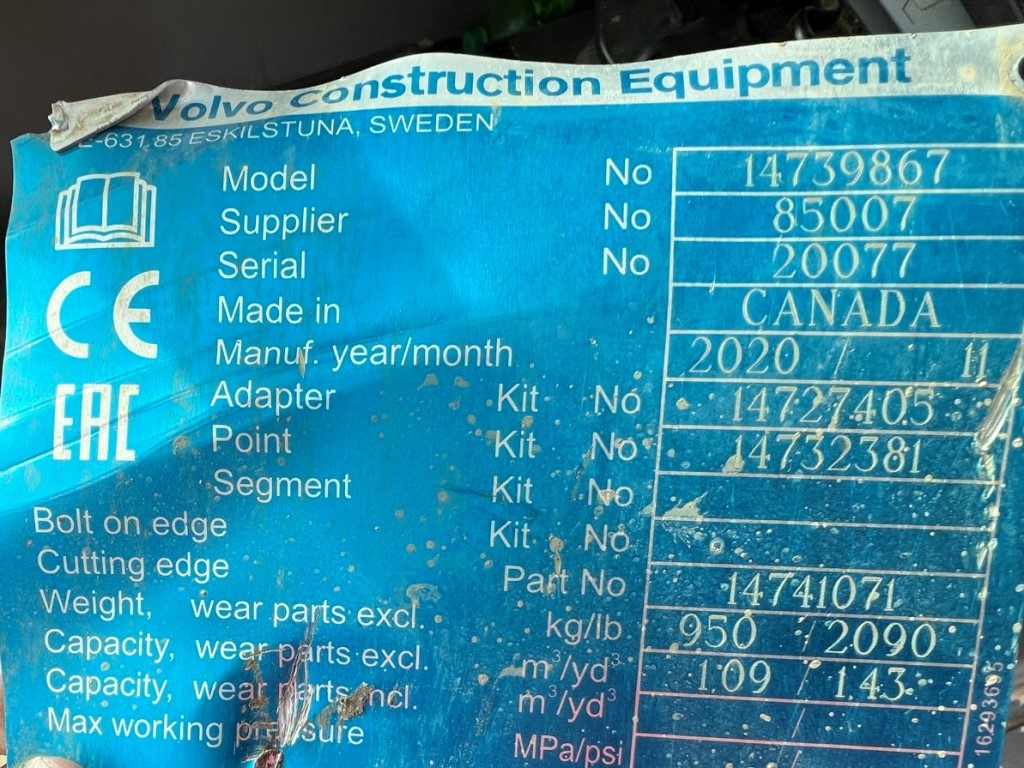 Volvo Construction Equipment
E-631 85 ESKILSTUNA, SWEDEN
Model No 14739867
Supplier No 85007
Serial No 20077
CE
Made in CANADA
Manuf. year/month 2020 / 11
EAC
Adapter Kit No 14727405
Point Kit No 14732381
Segment Kit No
Bolt on edge Kit No
Cutting edge Part No 14741071
Weight, wear parts excl. kg/lb 950 / 2090
Capacity, wear parts excl. m³/yd³ 1.09 / 1.43
Capacity, wear parts incl. m³/yd³
Max working pressure MPa/psi
16293695